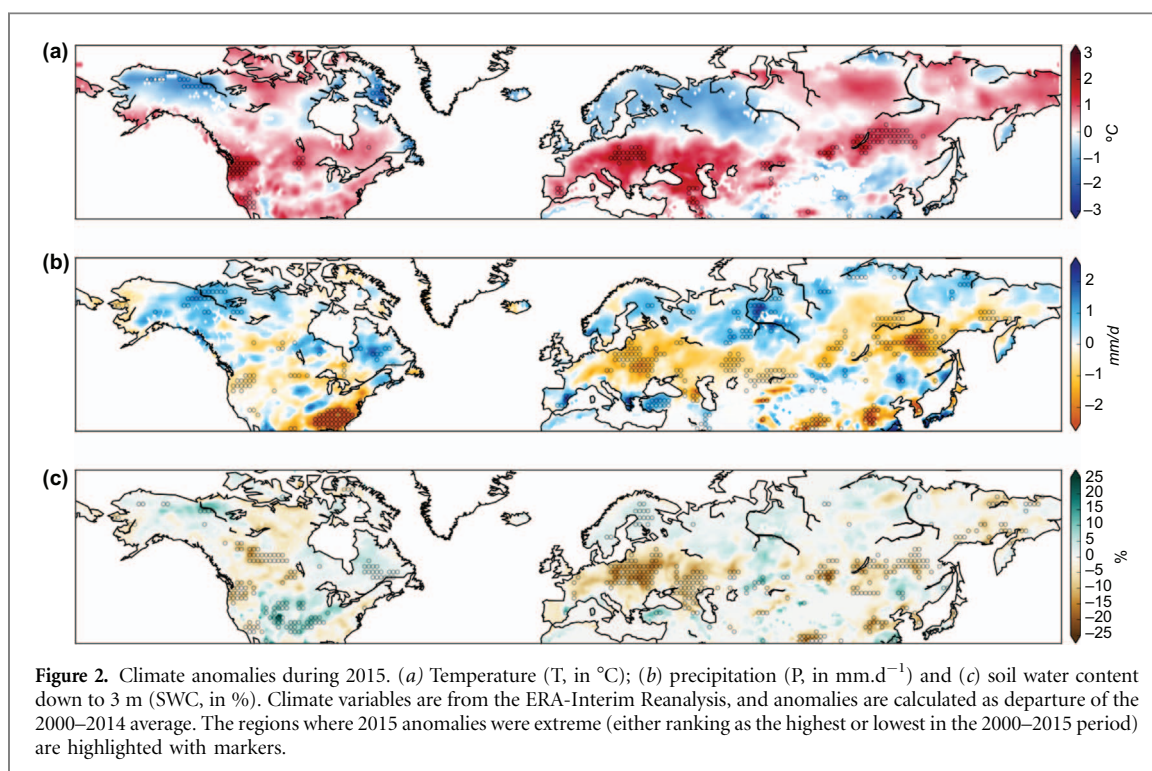 (a)
3
2
1
0
−1
−2
−3
°C
(b)
2
1
0
−1
−2
mm/d
(c)
25
20
15
10
5
0
−5
−10
−15
−20
−25
%
Figure 2. Climate anomalies during 2015. (a) Temperature (T, in °C); (b) precipitation (P, in mm.d⁻¹) and (c) soil water content
down to 3 m (SWC, in %). Climate variables are from the ERA-Interim Reanalysis, and anomalies are calculated as departure of the
2000–2014 average. The regions where 2015 anomalies were extreme (either ranking as the highest or lowest in the 2000–2015 period)
are highlighted with markers.